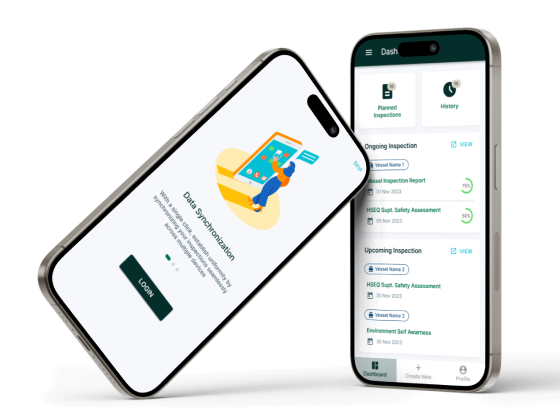 SKIP
Data Synchronization
With a single click, establish uniformity by
synchronizing your inspections seamlessly
across multiple devices
LOGIN
Dash
Planned
Inspections
History
Ongoing Inspection
VIEW
Vessel Name 1
Vessel Inspection Report
01 Nov 2023
75%
HSEQ Supt. Safety Assessment
05 Nov 2023
50%
Upcoming Inspection
VIEW
Vessel Name 2
HSEQ Supt. Safety Assessment
20 Nov 2023
Vessel Name 2
Environment Self Awarness
30 Nov 2023
Dashboard
Create New
Profile